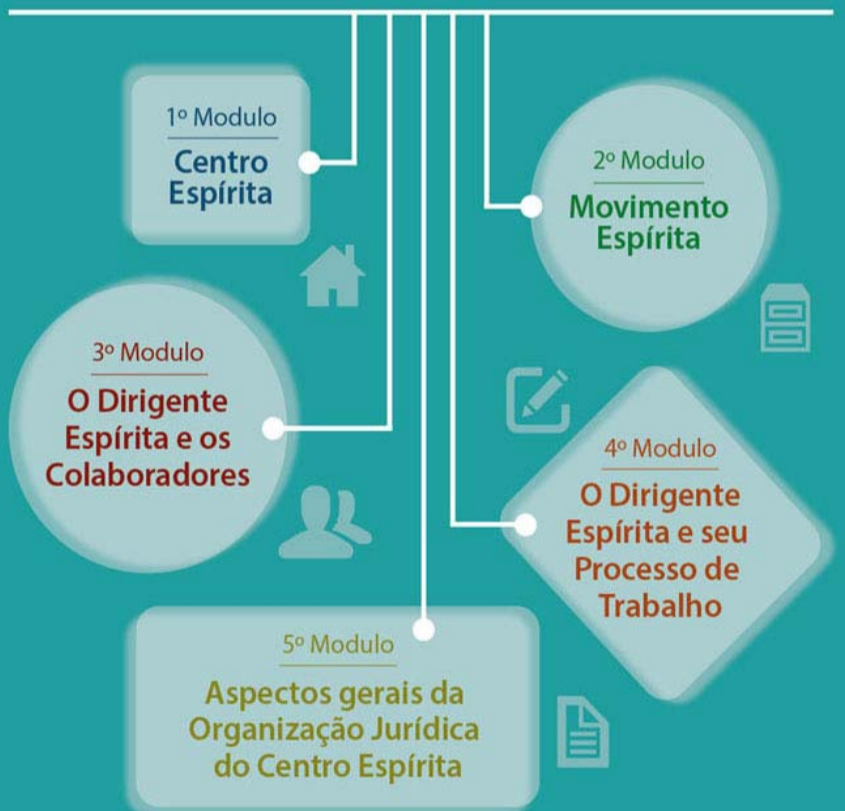 1º Modulo
Centro
Espírita
2º Modulo
Movimento
Espírita
3º Modulo
O Dirigente
Espírita e os
Colaboradores
4º Modulo
O Dirigente
Espírita e seu
Processo de
Trabalho
5º Modulo
Aspectos gerais da
Organização Jurídica
do Centro Espírita